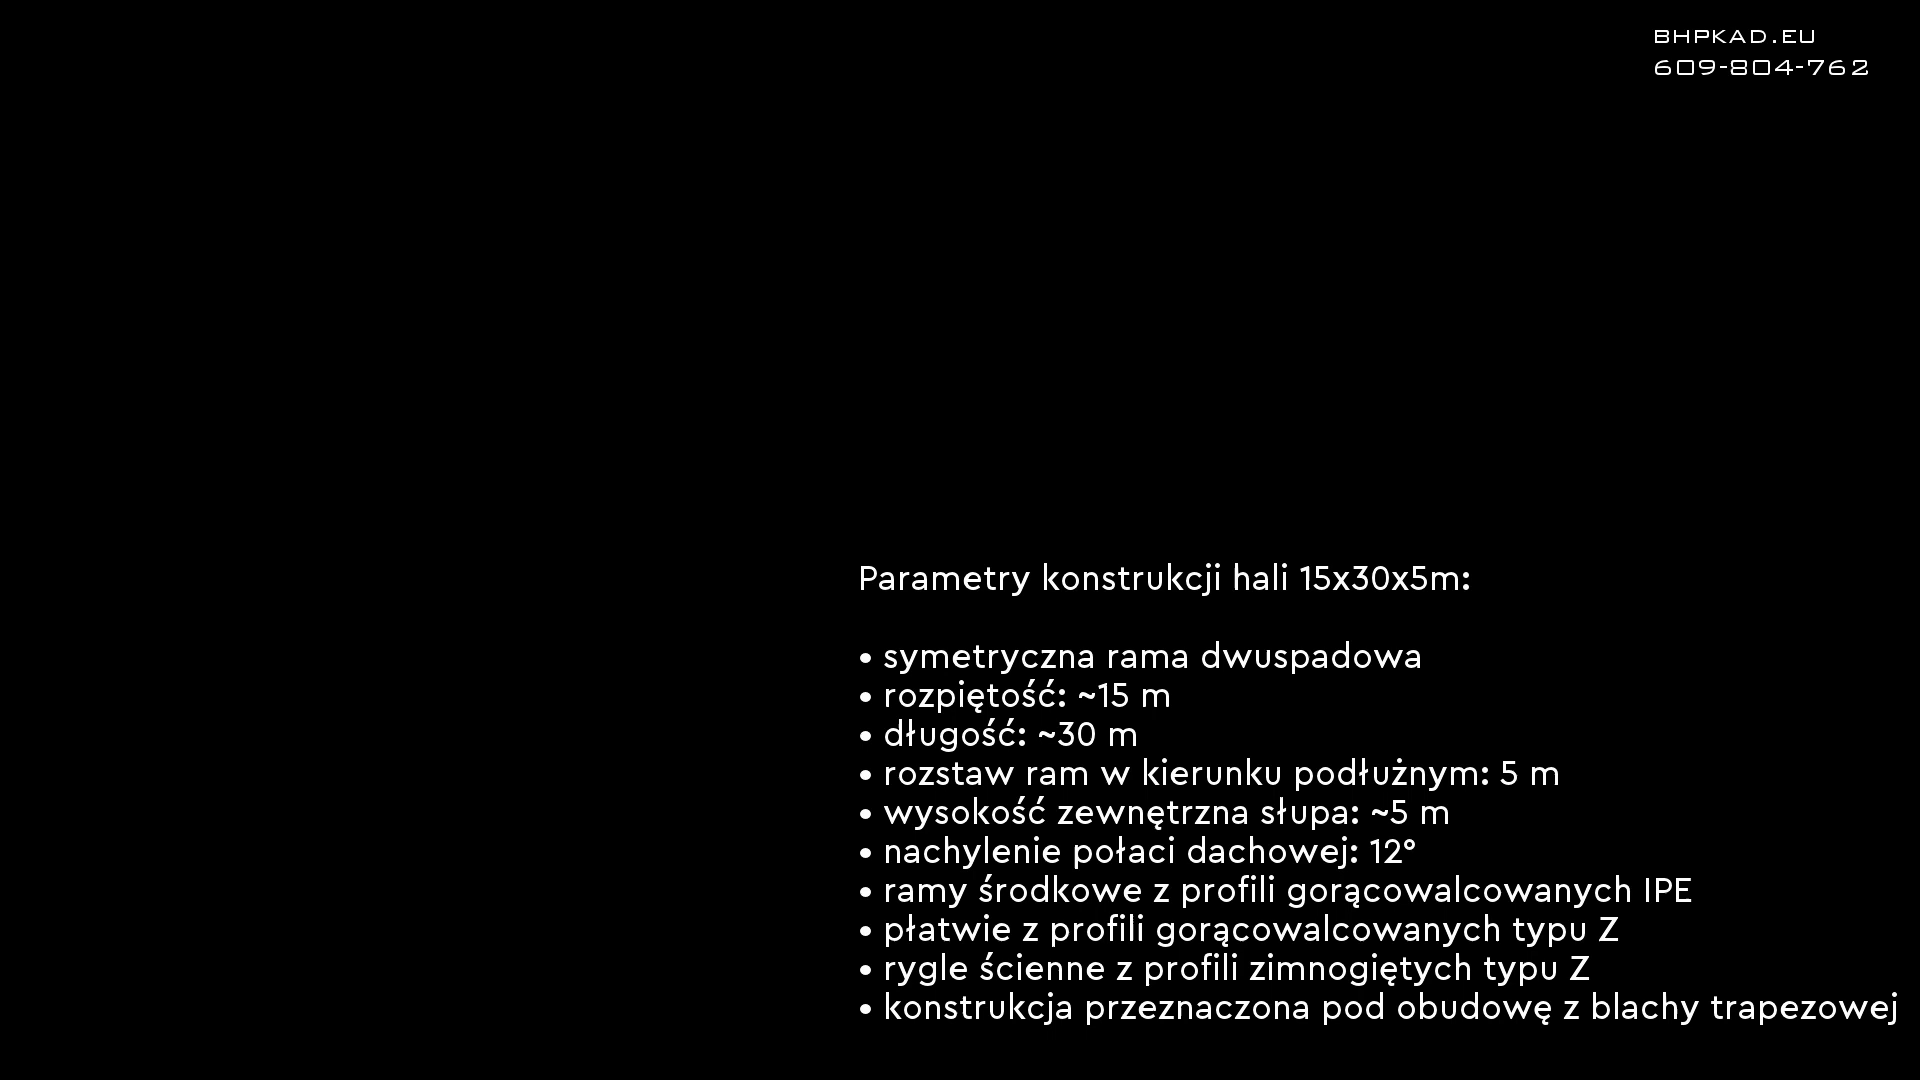 BHPKAD.EU
609-804-762
Parametry konstrukcji hali 15x30x5m:
• symetryczna rama dwuspadowa
• rozpiętość: ~15 m
• długość: ~30 m
• rozstaw ram w kierunku podłużnym: 5 m
• wysokość zewnętrzna słupa: ~5 m
• nachylenie połaci dachowej: 12°
• ramy środkowe z profili gorącowalcowanych IPE
• płatwie z profili gorącowalcowanych typu Z
• rygle ścienne z profili zimnogiętych typu Z
• konstrukcja przeznaczona pod obudowę z blachy trapezowej